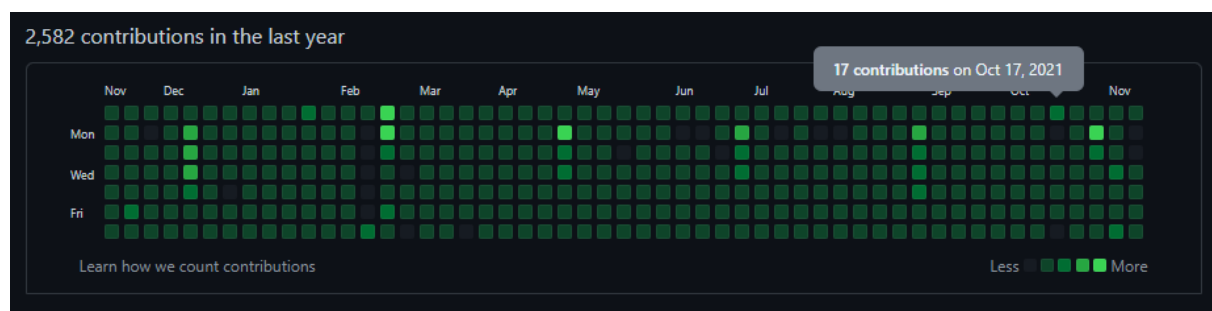 2,582 contributions in the last year
17 contributions on Oct 17, 2021
Nov Dec Jan Feb Mar Apr May Jun Jul Aug Sep Oct Nov
Mon
Wed
Fri
Learn how we count contributions
Less More